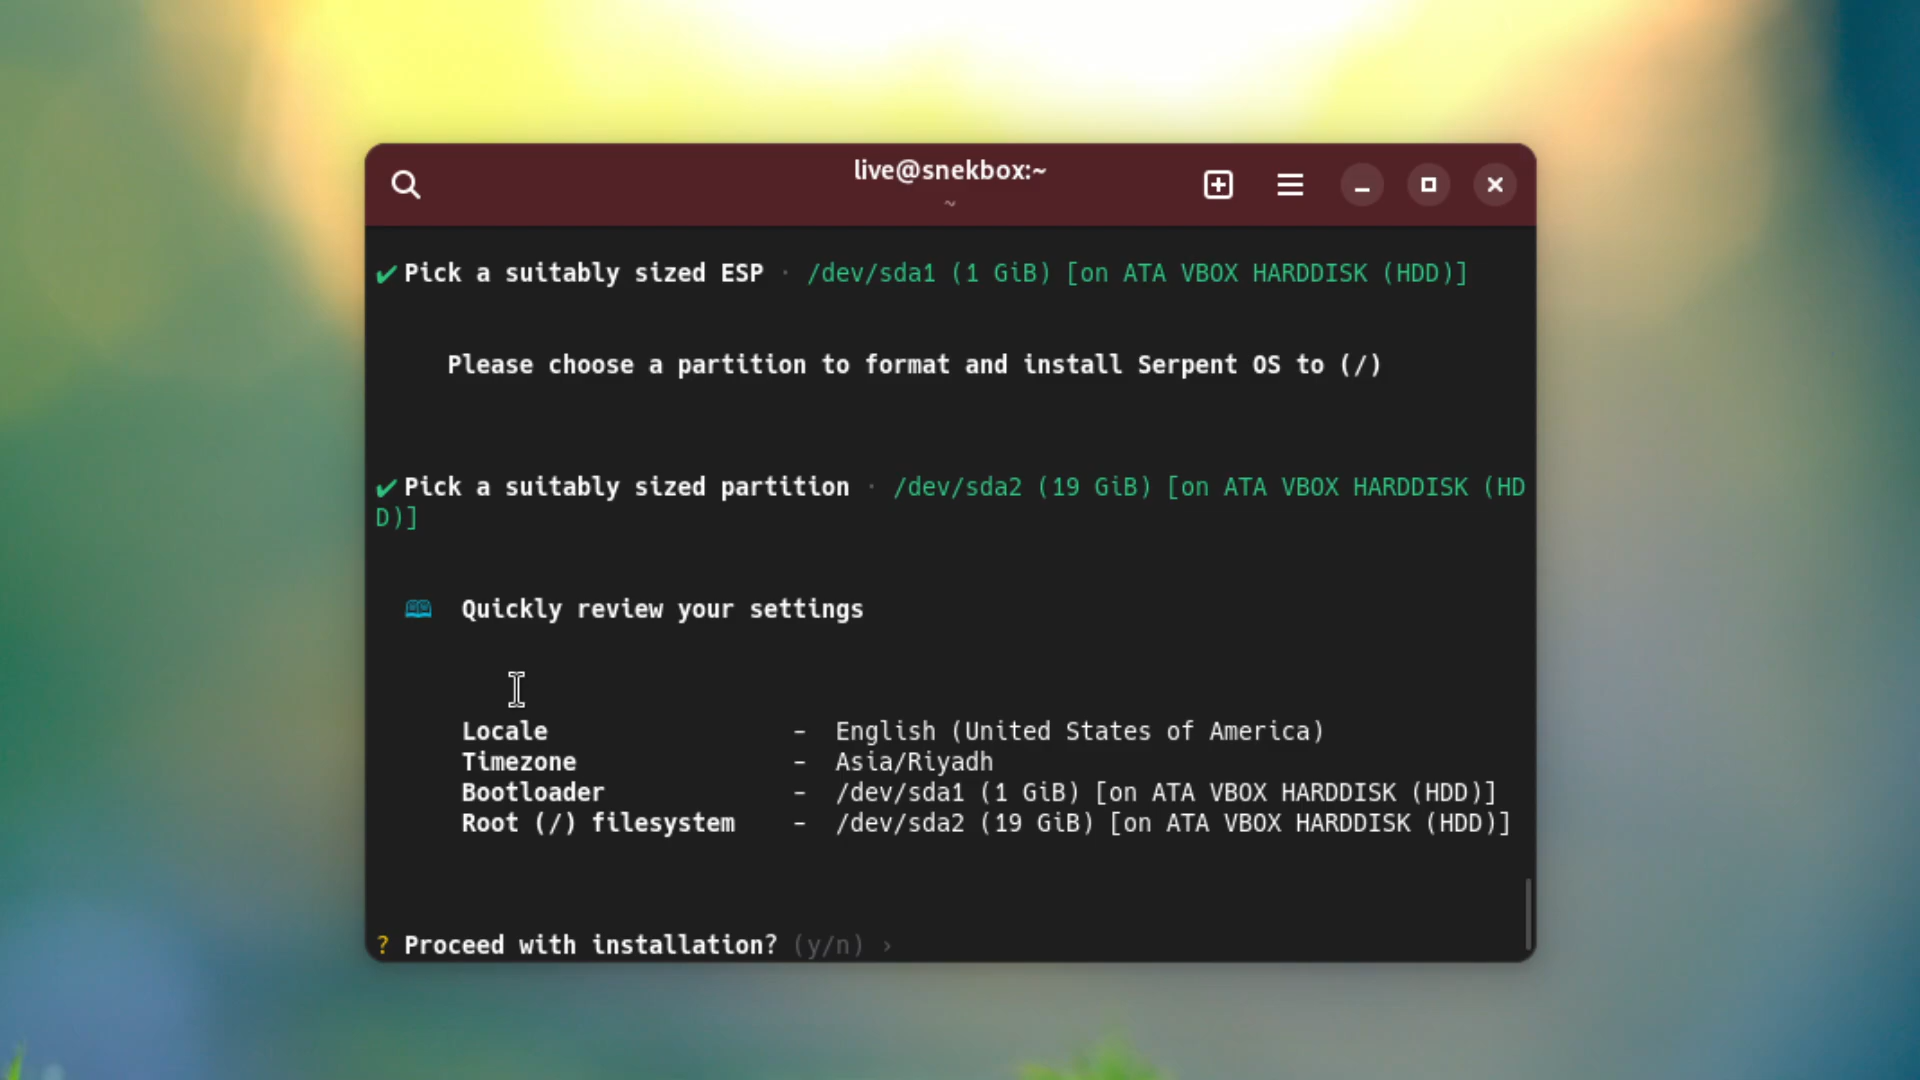 live@snekbox:~
~
✔ Pick a suitably sized ESP · /dev/sda1 (1 GiB) [on ATA VBOX HARDDISK (HDD)]
Please choose a partition to format and install Serpent OS to (/)
✔ Pick a suitably sized partition · /dev/sda2 (19 GiB) [on ATA VBOX HARDDISK (HD
D)]
Quickly review your settings
Locale - English (United States of America)
Timezone - Asia/Riyadh
Bootloader - /dev/sda1 (1 GiB) [on ATA VBOX HARDDISK (HDD)]
Root (/) filesystem - /dev/sda2 (19 GiB) [on ATA VBOX HARDDISK (HDD)]
? Proceed with installation? (y/n) ›